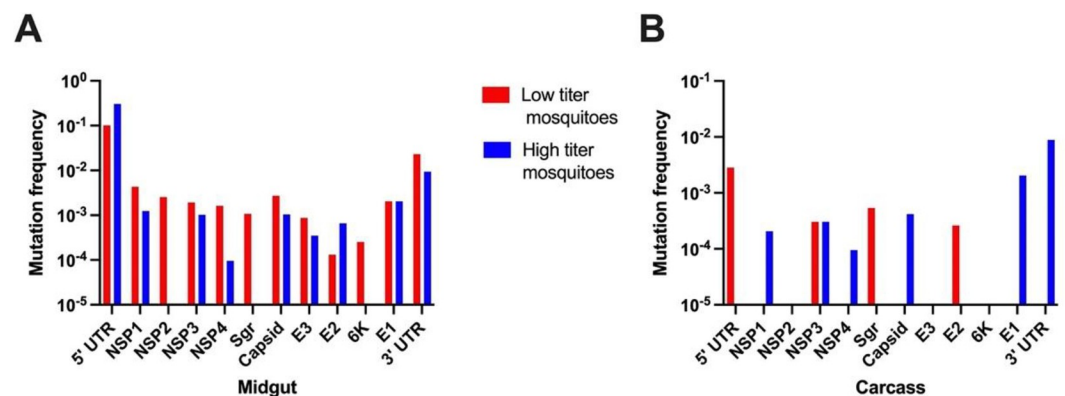 A
B
Mutation frequency
10⁰
10⁻¹
10⁻²
10⁻³
10⁻⁴
10⁻⁵
5' UTR
NSP1
NSP2
NSP3
NSP4
Sgr
Capsid
E3
E2
6K
E1
3' UTR
Midgut
Low titer
mosquitoes
High titer
mosquitoes
Mutation frequency
10⁻¹
10⁻²
10⁻³
10⁻⁴
10⁻⁵
5' UTR
NSP1
NSP2
NSP3
NSP4
Sgr
Capsid
E3
E2
6K
E1
3' UTR
Carcass